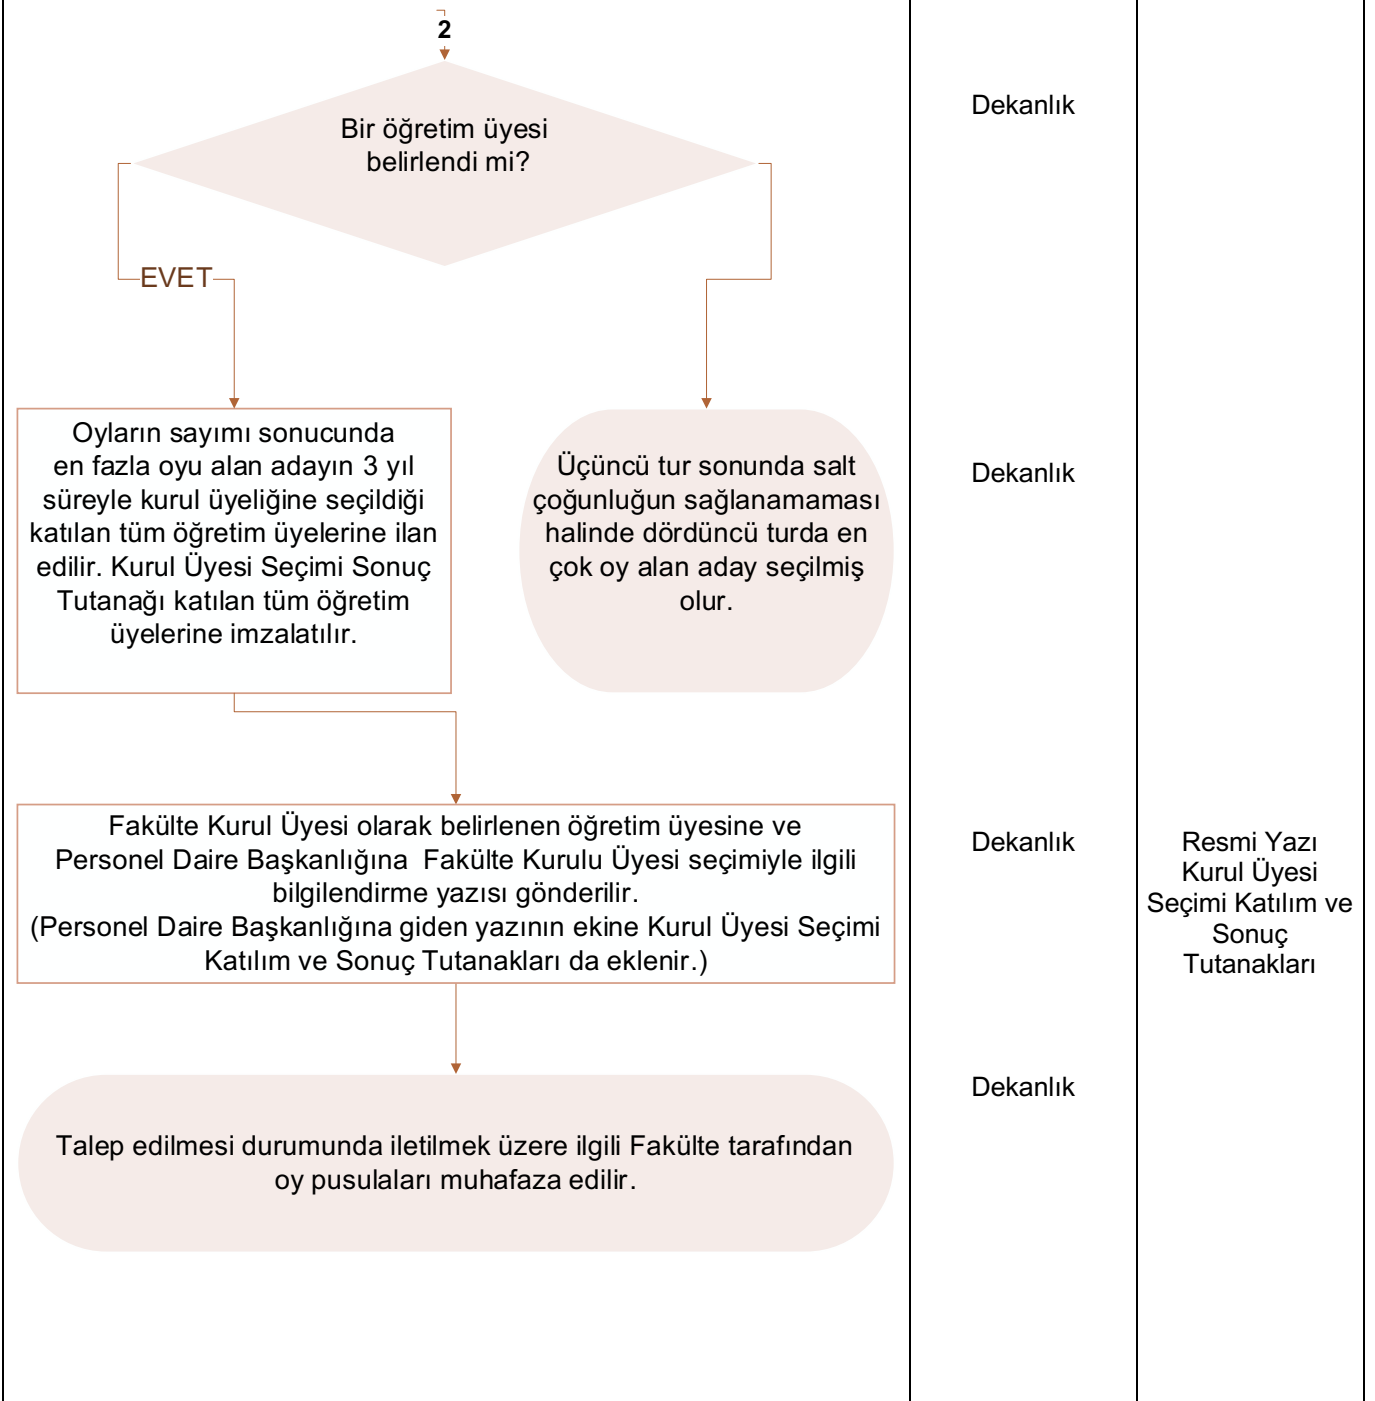 2
Bir öğretim üyesi
belirlendi mi?
Dekanlık
EVET
Oyların sayımı sonucunda
en fazla oyu alan adayın 3 yıl
süreyle kurul üyeliğine seçildiği
katılan tüm öğretim üyelerine ilan
edilir. Kurul Üyesi Seçimi Sonuç
Tutanağı katılan tüm öğretim
üyelerine imzalatılır.
Üçüncü tur sonunda salt
çoğunluğun sağlanamaması
halinde dördüncü turda en
çok oy alan aday seçilmiş
olur.
Dekanlık
Fakülte Kurul Üyesi olarak belirlenen öğretim üyesine ve
Personel Daire Başkanlığına  Fakülte Kurulu Üyesi seçimiyle ilgili
bilgilendirme yazısı gönderilir.
(Personel Daire Başkanlığına giden yazının ekine Kurul Üyesi Seçimi
Katılım ve Sonuç Tutanakları da eklenir.)
Dekanlık
Resmi Yazı
Kurul Üyesi
Seçimi Katılım ve
Sonuç
Tutanakları
Talep edilmesi durumunda iletilmek üzere ilgili Fakülte tarafından
oy pusulaları muhafaza edilir.
Dekanlık